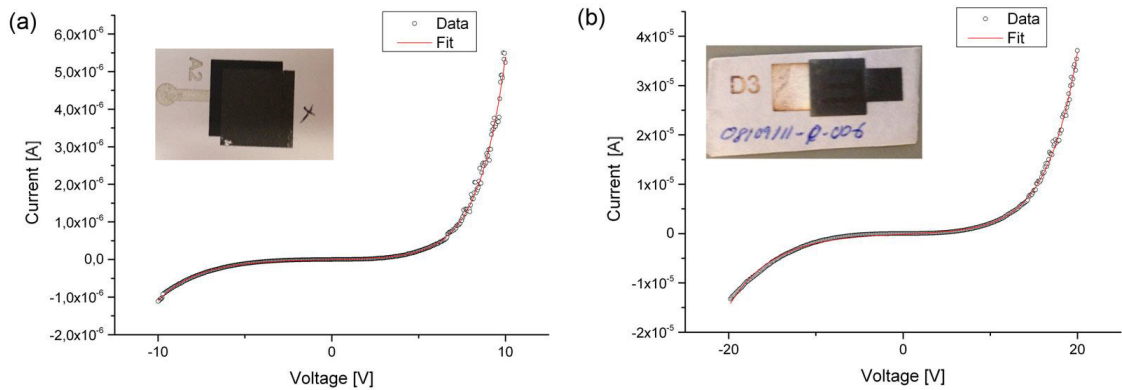 (a)
Data
Fit
6,0x10⁻⁶
5,0x10⁻⁶
4,0x10⁻⁶
3,0x10⁻⁶
2,0x10⁻⁶
1,0x10⁻⁶
0,0
-1,0x10⁻⁶
-2,0x10⁻⁶
Current [A]
-10
0
10
Voltage [V]
A2
X
(b)
Data
Fit
4x10⁻⁵
3x10⁻⁵
2x10⁻⁵
1x10⁻⁵
0
-1x10⁻⁵
-2x10⁻⁵
Current [A]
-20
0
20
Voltage [V]
D3